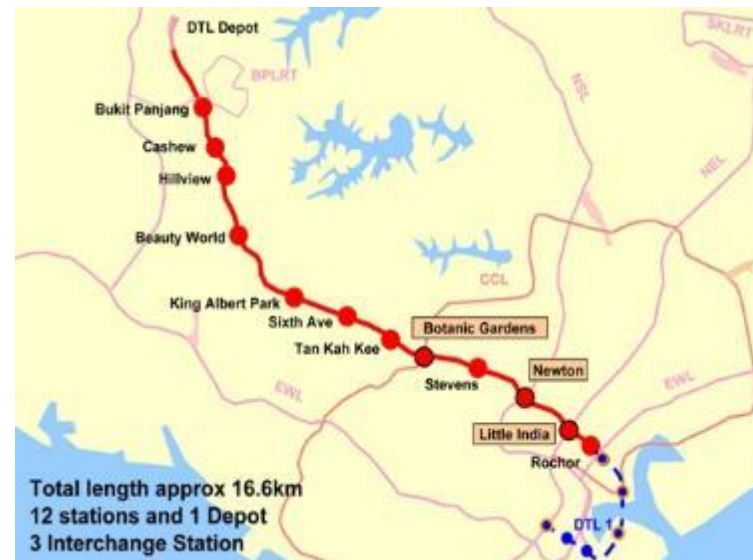 DTL Depot
SKLRT
BPLRT
NSL
Bukit Panjang
Cashew
NEL
Hillview
Beauty World
CCL
King Albert Park
Sixth Ave
Botanic Gardens
Tan Kah Kee
Newton
Stevens
EWL
EWL
Little India
Rochor
Total length approx 16.6km
12 stations and 1 Depot
DTL 1
3 Interchange Station